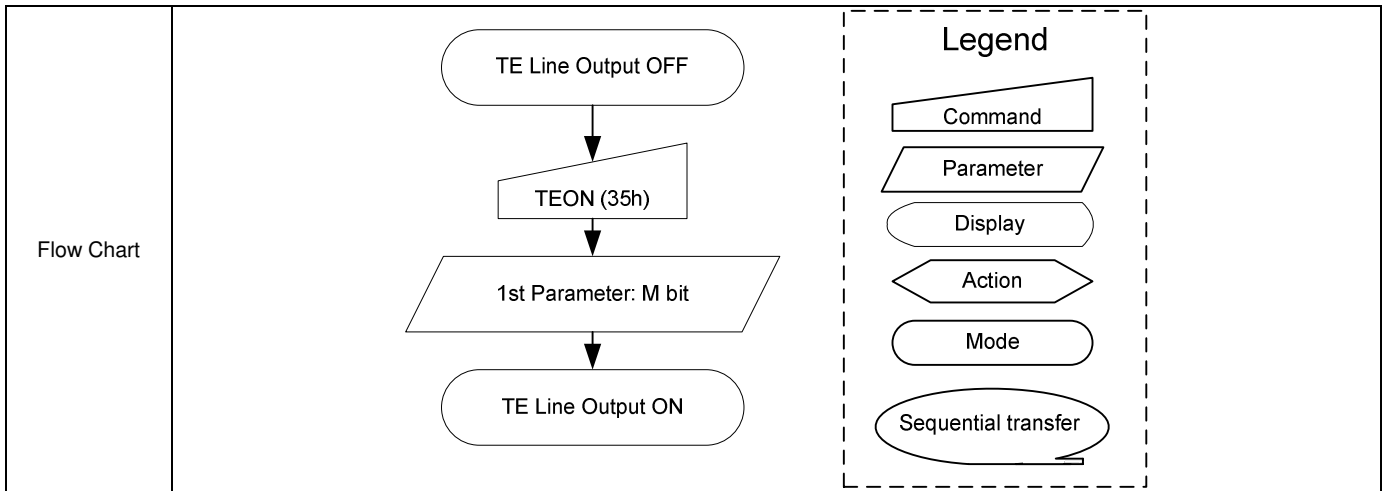 Flow Chart
TE Line Output OFF
TEON (35h)
1st Parameter: M bit
TE Line Output ON
Legend
Command
Parameter
Display
Action
Mode
Sequential transfer